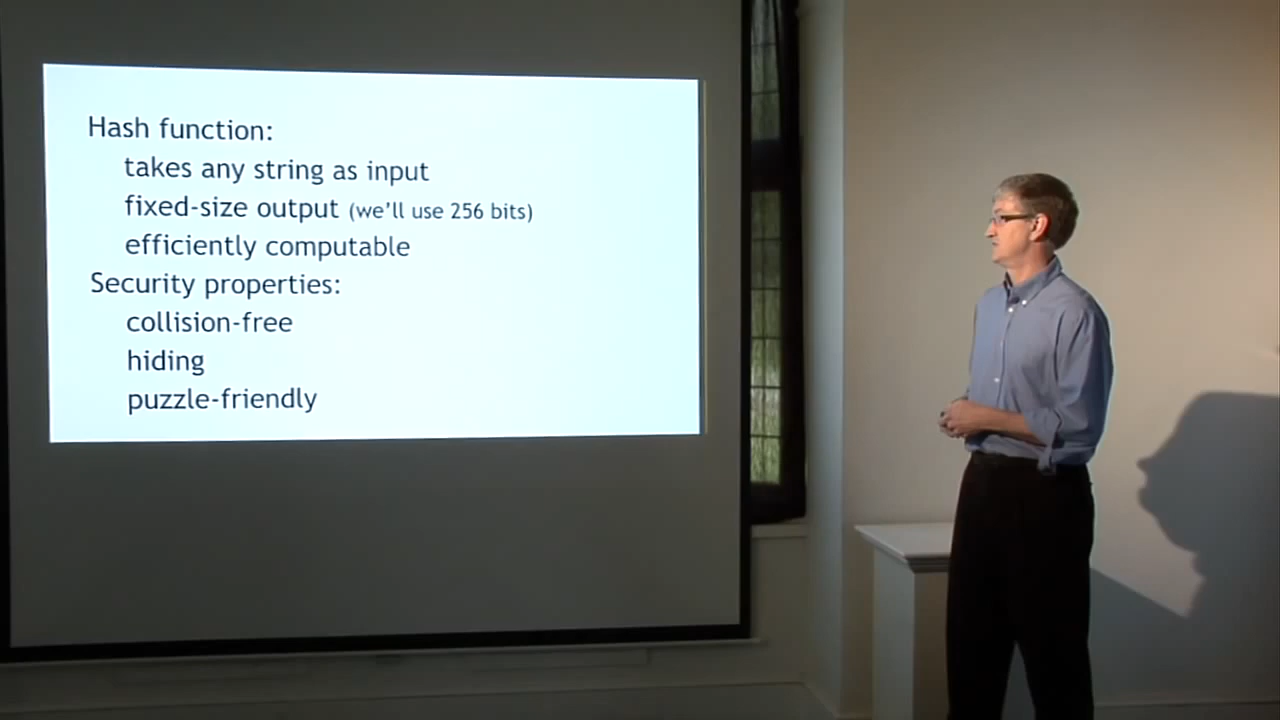 Hash function:
takes any string as input
fixed-size output (we'll use 256 bits)
efficiently computable
Security properties:
collision-free
hiding
puzzle-friendly